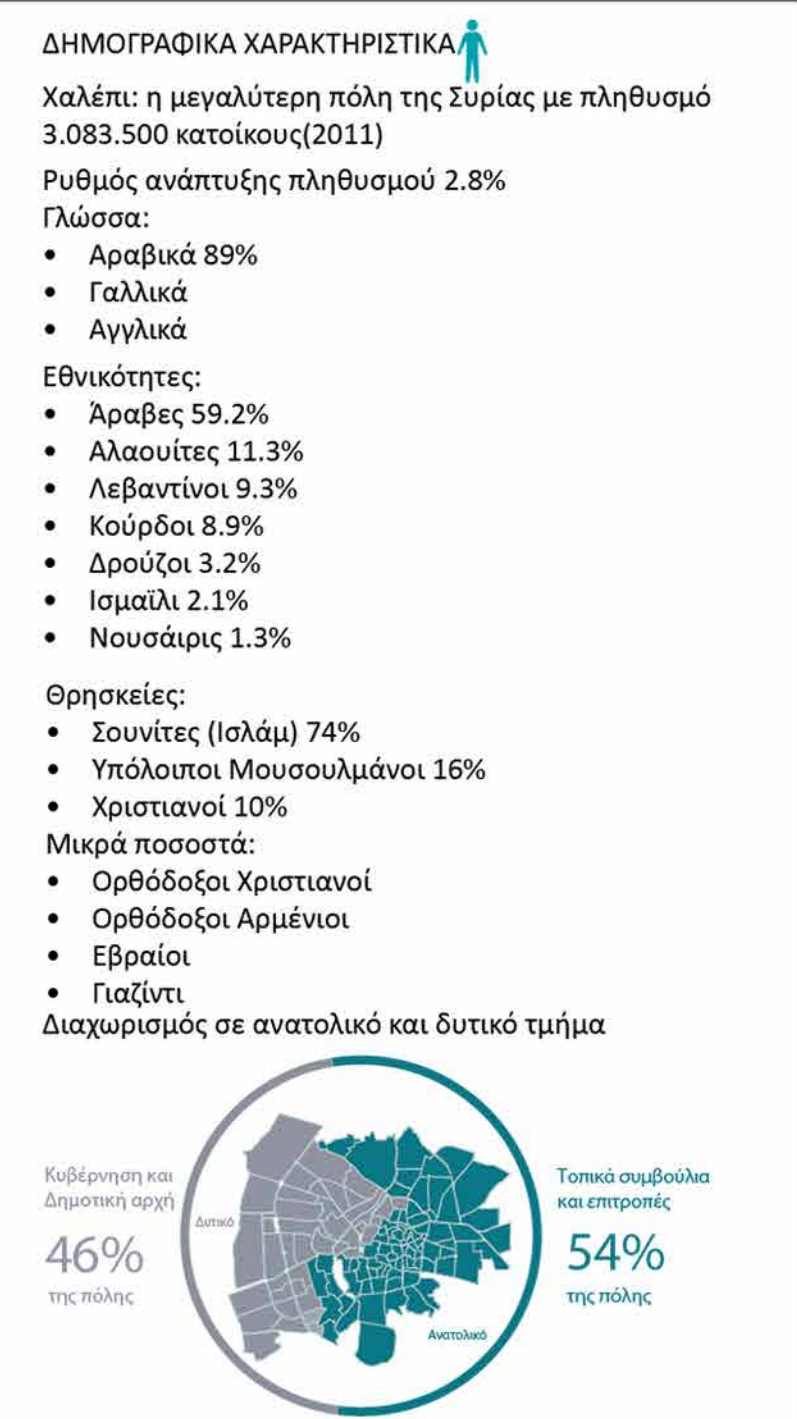 ΔΗΜΟΓΡΑΦΙΚΑ ΧΑΡΑΚΤΗΡΙΣΤΙΚΑ
Χαλέπι: η μεγαλύτερη πόλη της Συρίας με πληθυσμό
3.083.500 κατοίκους(2011)
Ρυθμός ανάπτυξης πληθυσμού 2.8%
Γλώσσα:
• Αραβικά 89%
• Γαλλικά
• Αγγλικά
Εθνικότητες:
• Άραβες 59.2%
• Αλαουίτες 11.3%
• Λεβαντίνοι 9.3%
• Κούρδοι 8.9%
• Δρούζοι 3.2%
• Ισμαϊλι 2.1%
• Νουσάιρις 1.3%
Θρησκείες:
• Σουνίτες (Ισλάμ) 74%
• Υπόλοιποι Μουσουλμάνοι 16%
• Χριστιανοί 10%
Μικρά ποσοστά:
• Ορθόδοξοι Χριστιανοί
• Ορθόδοξοι Αρμένιοι
• Εβραίοι
• Γιαζίντι
Διαχωρισμός σε ανατολικό και δυτικό τμήμα
Κυβέρνηση και
Δημοτική αρχή
46%
της πόλης
Δυτικό
Ανατολικό
Τοπικά συμβούλια
και επιτροπές
54%
της πόλης